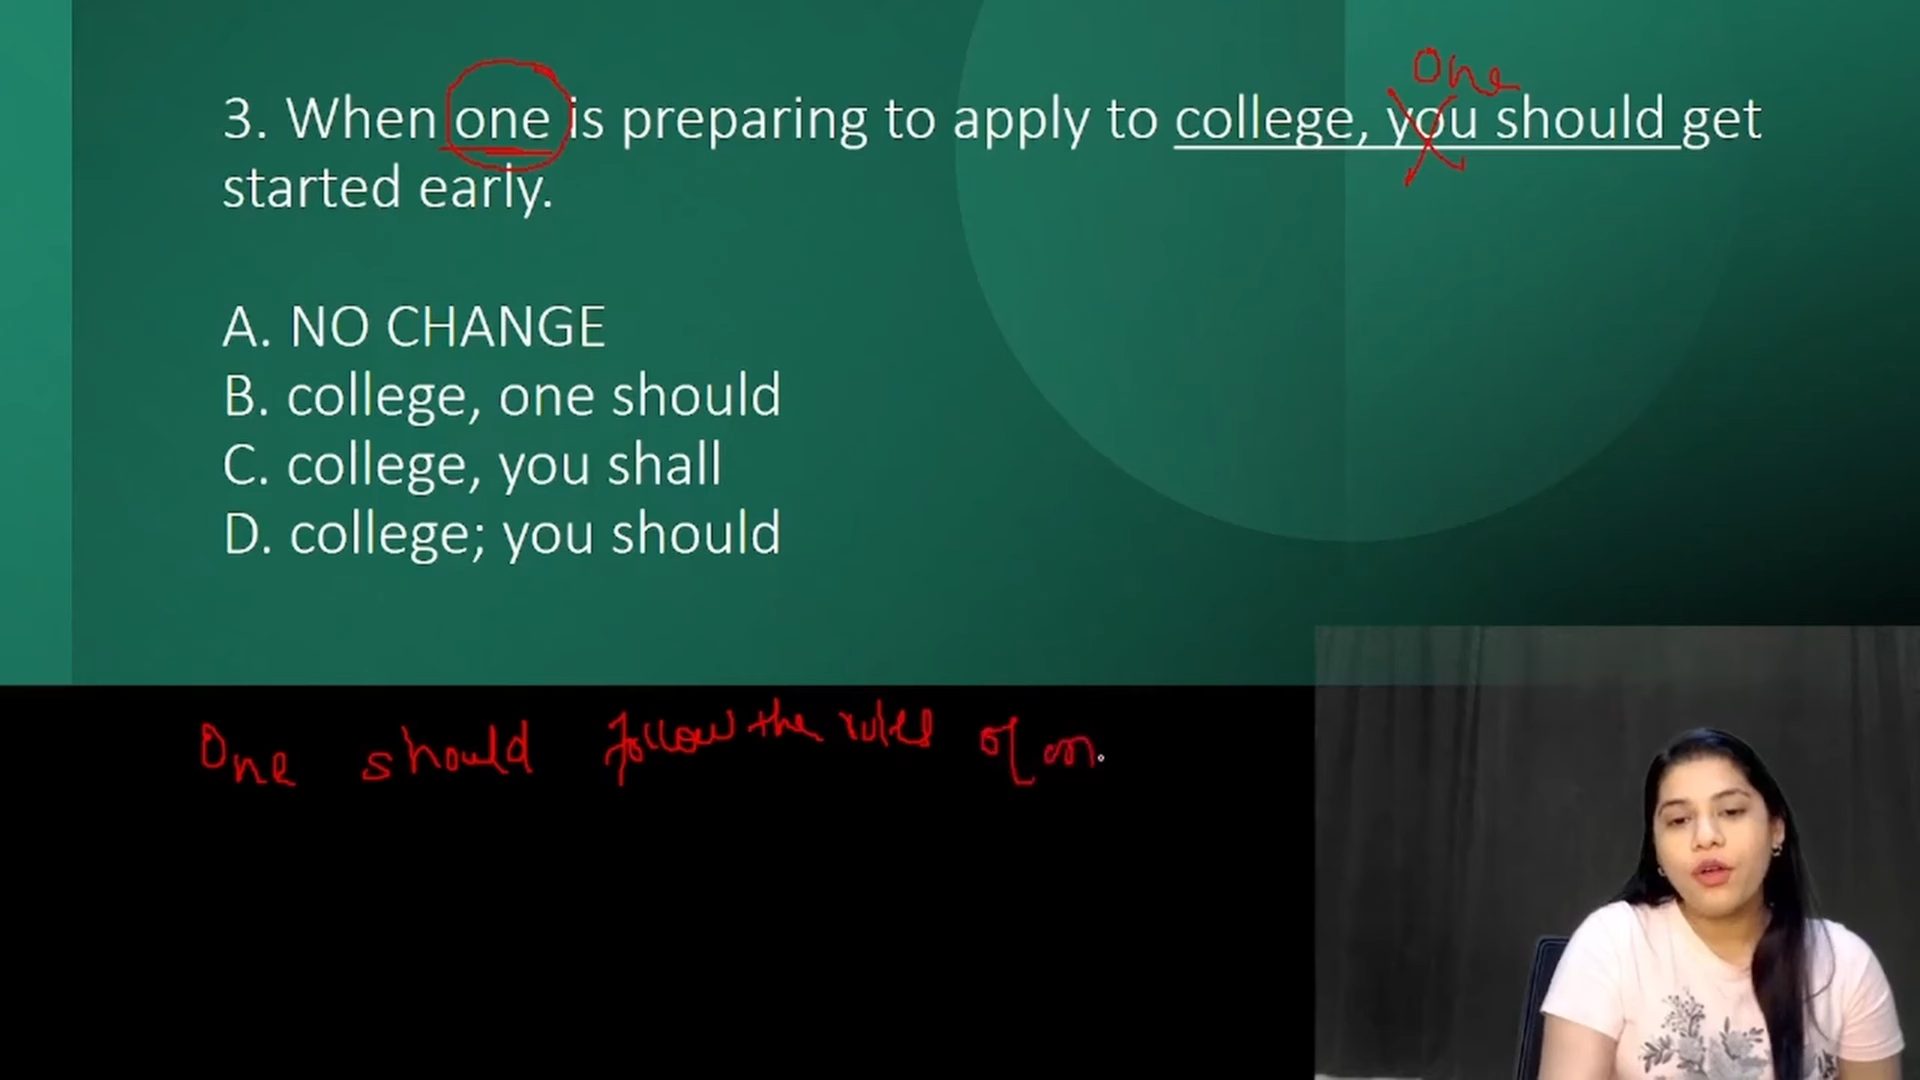 One
3. When one is preparing to apply to college, you should get
started early.
A. NO CHANGE
B. college, one should
C. college, you shall
D. college; you should
One should follow the rules of on